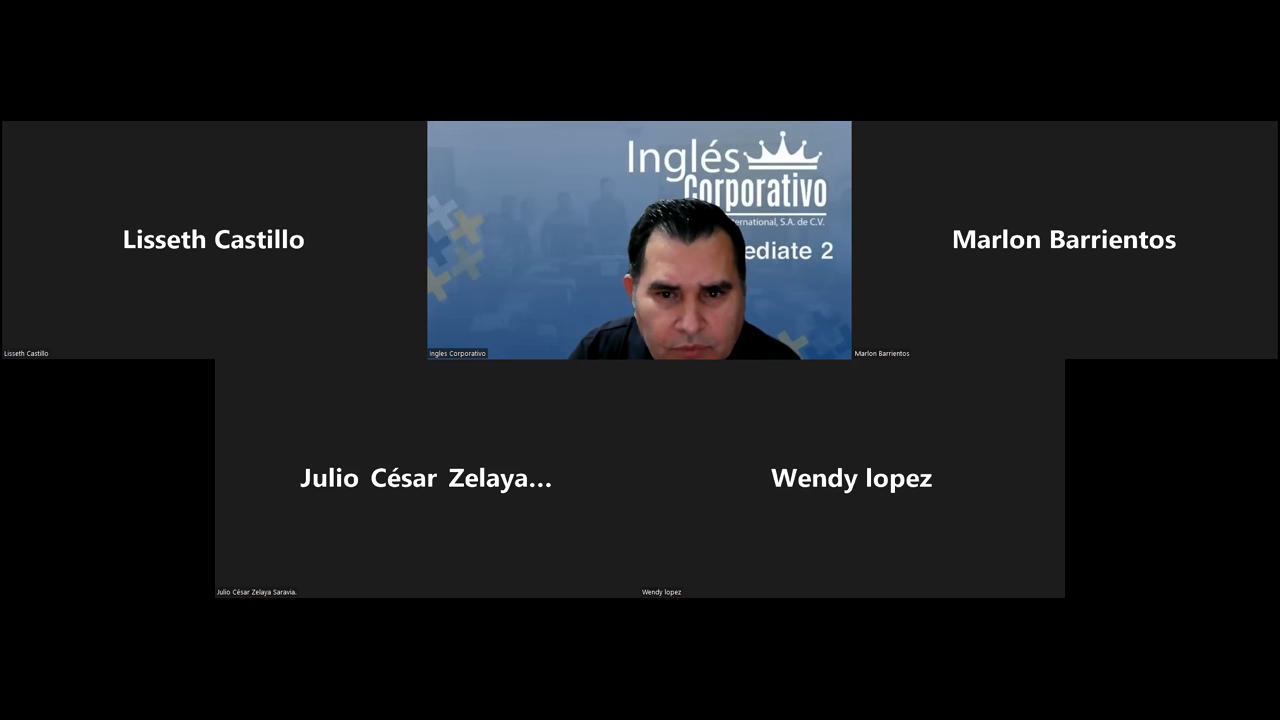 Lisseth Castillo
Lisseth Castillo
Inglés
Corporativo
ternational, S.A. de C.V.
ediate 2
Ingles Corporativo
Marlon Barrientos
Marlon Barrientos
Julio César Zelaya...
Julio César Zelaya Saravia.
Wendy lopez
Wendy lopez